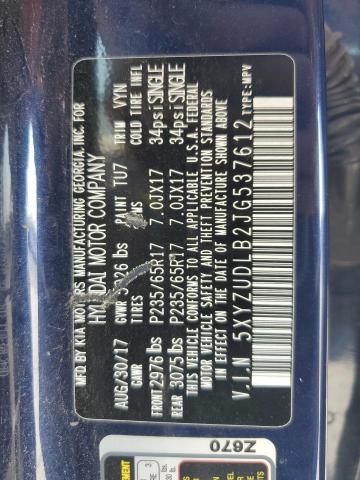 MFD. BY KIA MOTORS MANUFACTURING GEORGIA, INC. FOR
HYUNDAI MOTOR COMPANY
AUG/30/17 PAINT TU7 TRIM VYN
GAWR GVWR lbs TIRES COLD TIRE INFL
FRONT 2976 lbs P235/65R17 7.0JX17 34psi SINGLE
REAR 3075 lbs P235/65R17 7.0JX17 34psi SINGLE
THIS VEHICLE CONFORMS TO ALL APPLICABLE U.S.A. FEDERAL
MOTOR VEHICLE SAFETY AND THEFT PREVENTION STANDARDS
IN EFFECT ON THE DATE OF MANUFACTURE SHOWN ABOVE
V.I.N 5XYZUDLB2JG537612 TYPE:MPV
Z670